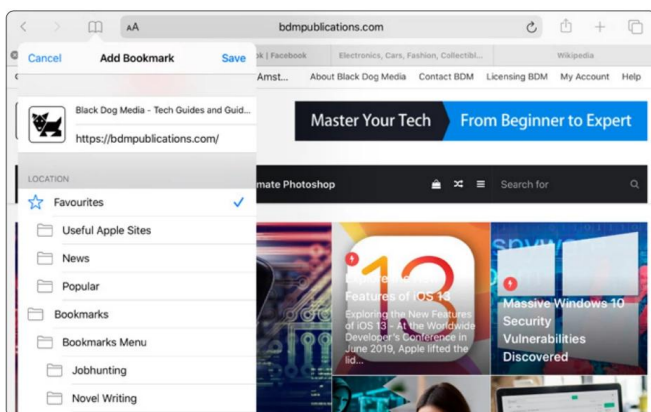 AA
bdmpublications.com
Cancel
Add Bookmark
Save
ok | Facebook
Electronics, Cars, Fashion, Collectibl...
Wikipedia
Amst...
About Black Dog Media
Contact BDM
Licensing BDM
My Account
Help
Black Dog Media - Tech Guides and Guid...
https://bdmpublications.com/
Master Your Tech
From Beginner to Expert
LOCATION
Favourites
Useful Apple Sites
News
Popular
Bookmarks
Bookmarks Menu
Jobhunting
Novel Writing
mate Photoshop
Search for
13
Features of iOS 13
Exploring the New Features
of iOS 13 - At the Worldwide
Developer's Conference in
June 2019, Apple lifted the
lid...
Massive Windows 10
Security
Vulnerabilities
Discovered